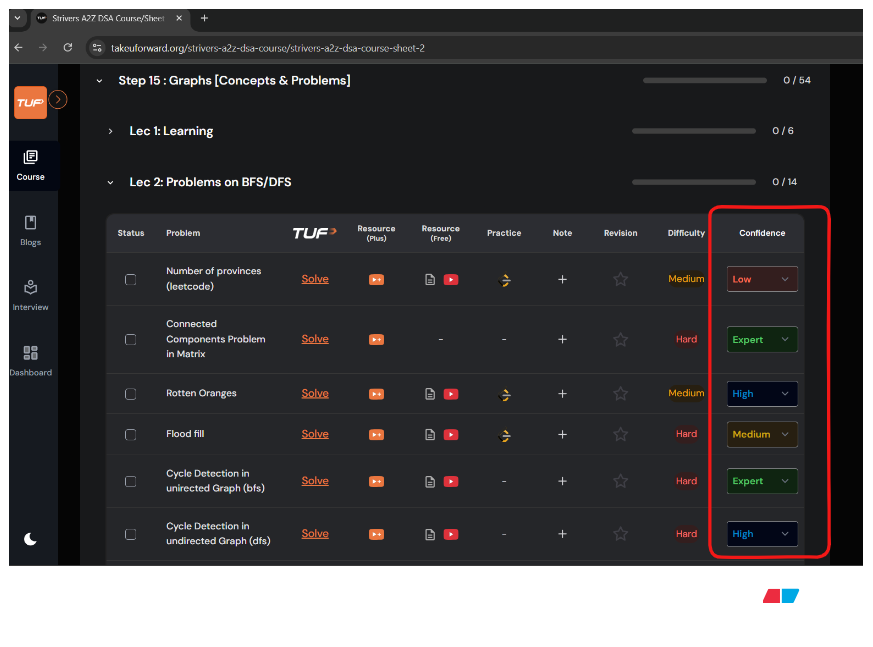 Strivers A2Z DSA Course/Sheet
takeuforward.org/strivers-a2z-dsa-course/strivers-a2z-dsa-course-sheet-2
TUF
Step 15 : Graphs [Concepts & Problems] 0 / 54
Lec 1: Learning 0 / 6
Course
Lec 2: Problems on BFS/DFS 0 / 14
Blogs
Interview
Dashboard
Status Problem TUF Resource (Plus) Resource (Free) Practice Note Revision Difficulty Confidence
Number of provinces
(leetcode) Solve + Medium Low
Connected
Components Problem Solve - - + Hard Expert
in Matrix
Rotten Oranges Solve + Medium High
Flood fill Solve + Hard Medium
Cycle Detection in
unirected Graph (bfs) Solve - + Hard Expert
Cycle Detection in
undirected Graph (dfs) Solve - + Hard High